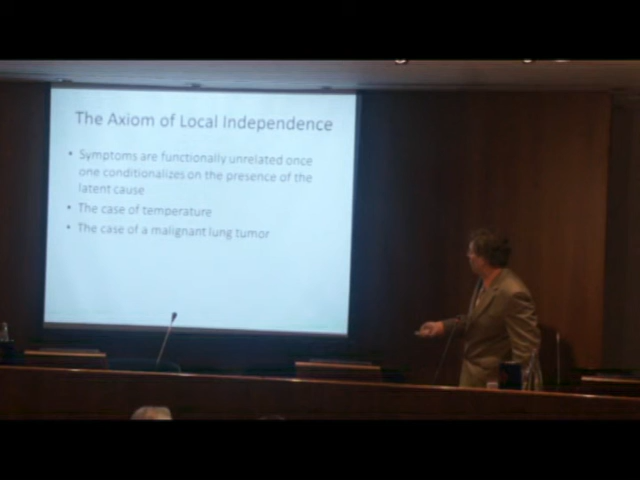 The Axiom of Local Independence
• Symptoms are functionally unrelated once
one conditionalizes on the presence of the
latent cause
• The case of temperature
• The case of a malignant lung tumor